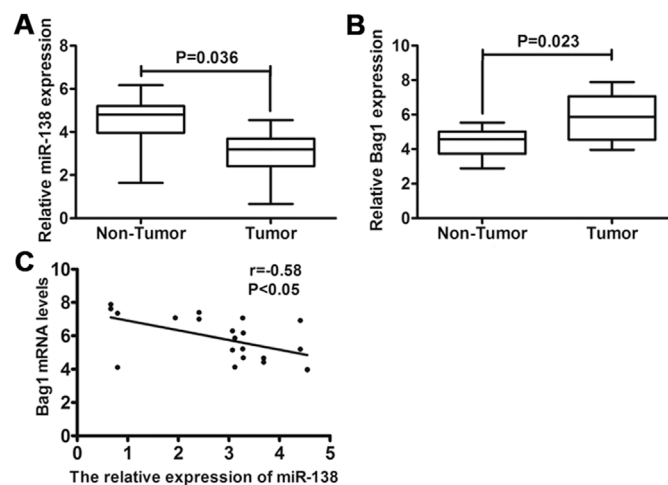 A
Relative miR-138 expression
8
6
4
2
0
P=0.036
Non-Tumor Tumor
B
Relative Bag1 expression
10
8
6
4
2
0
P=0.023
Non-Tumor Tumor
C
Bag1 mRNA levels
10
8
6
4
2
0
r=-0.58
P<0.05
0 1 2 3 4 5
The relative expression of miR-138